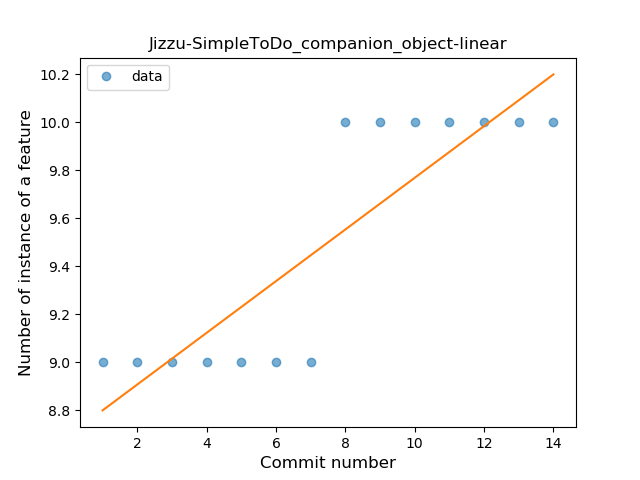 Jizzu-SimpleToDo_companion_object-linear
data
Number of instance of a feature
10.2
10.0
9.8
9.6
9.4
9.2
9.0
8.8
2 4 6 8 10 12 14
Commit number